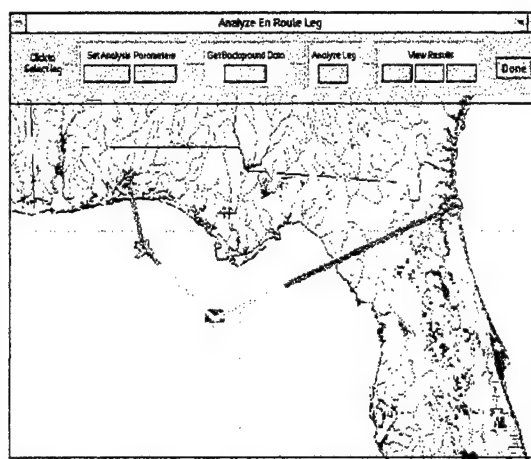 Analyze En Route Leg
Click to
Select Leg
Set Analysis Parameters
Get Background Data
Analyze Leg
View Results
Done